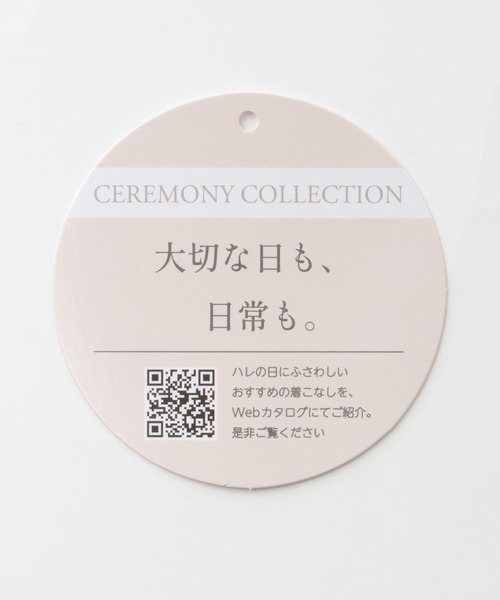 CEREMONY COLLECTION
大切な日も、
日常も。
ハレの日にふさわしい
おすすめの着こなしを、
Webカタログにてご紹介。
是非ご覧ください